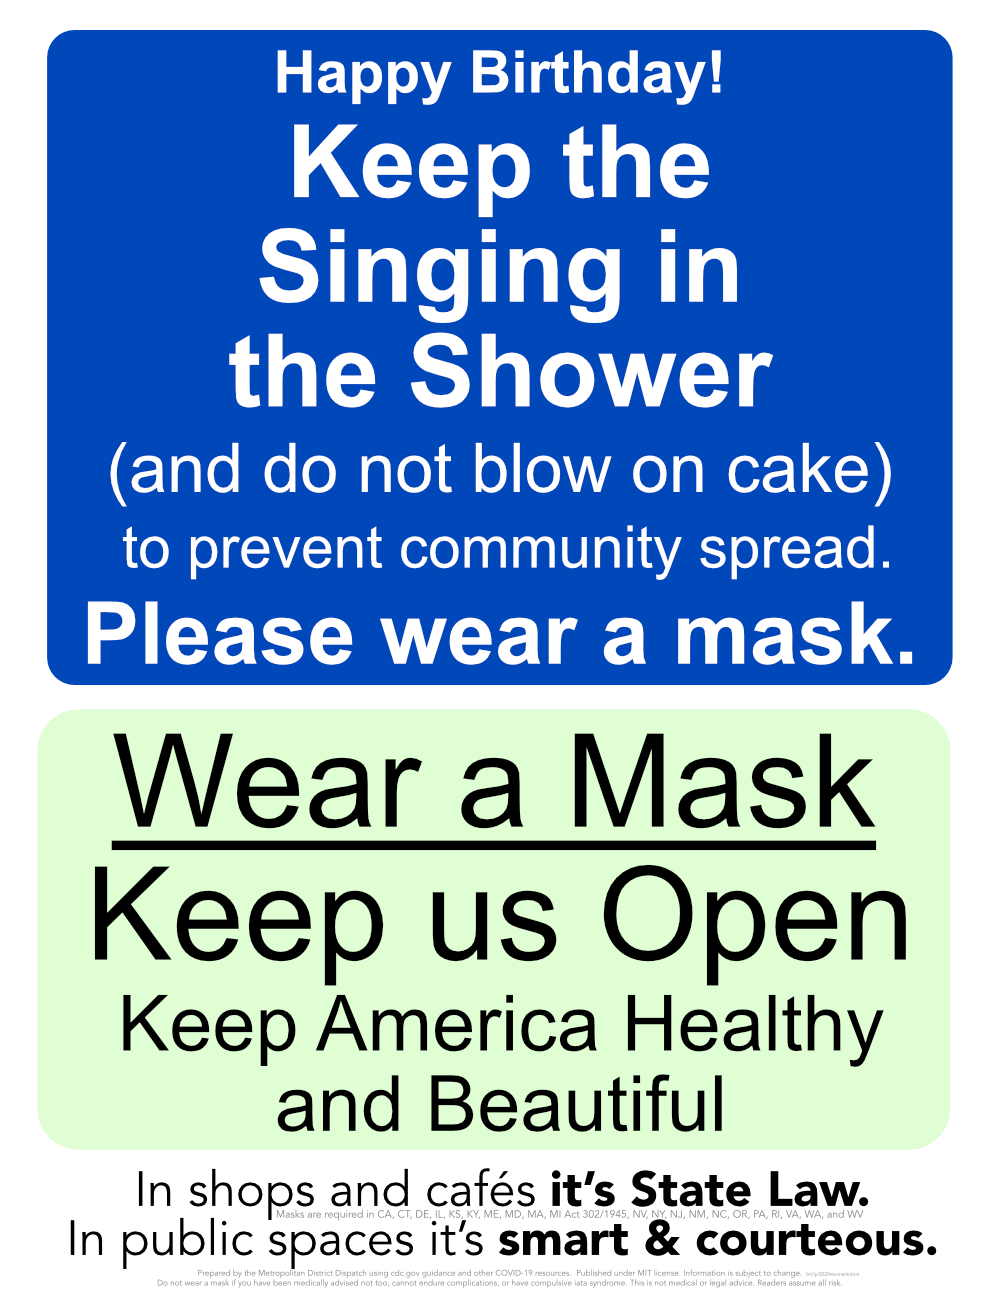 Happy Birthday!
Keep the
Singing in
the Shower
(and do not blow on cake)
to prevent community spread.
Please wear a mask.
Wear a Mask
Keep us Open
Keep America Healthy
and Beautiful
In shops and cafés it’s State Law.
Masks are required in CA, CT, DE, IL, KS, KY, ME, MD, MA, MI Act 302/1945, NV, NY, NJ, NM, NC, OR, PA, RI, VA, WA, and WV
In public spaces it’s smart & courteous.
Prepared by the Metropolitan District Dispatch using cdc.gov guidance and other COVID-19 resources. Published under MIT license. Information is subject to change.
Do not wear a mask if you have been medically advised not too, cannot endure complications, or have compulsive iata syndrome. This is not medical or legal advice. Readers assume all risk.